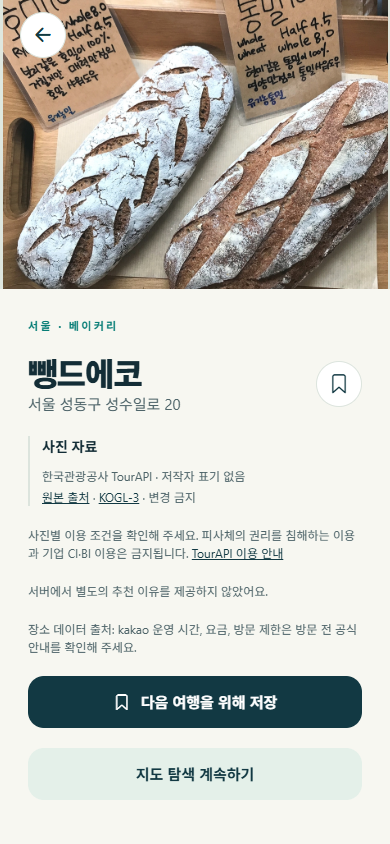 whole 8.0
Half 4.5
통밀
whole
wheat
Half 4.5
whole 8.0
유기농통밀
서울 · 베이커리
뺑드에코
서울 성동구 성수일로 20
사진 자료
한국관광공사 TourAPI · 저작자 표기 없음
원본 출처 · KOGL-3 · 변경 금지
사진별 이용 조건을 확인해 주세요. 피사체의 권리를 침해하는 이용
과 기업 CI·BI 이용은 금지됩니다. TourAPI 이용 안내
서버에서 별도의 추천 이유를 제공하지 않았어요.
장소 데이터 출처: kakao 운영 시간, 요금, 방문 제한은 방문 전 공식
안내를 확인해 주세요.
다음 여행을 위해 저장
지도 탐색 계속하기